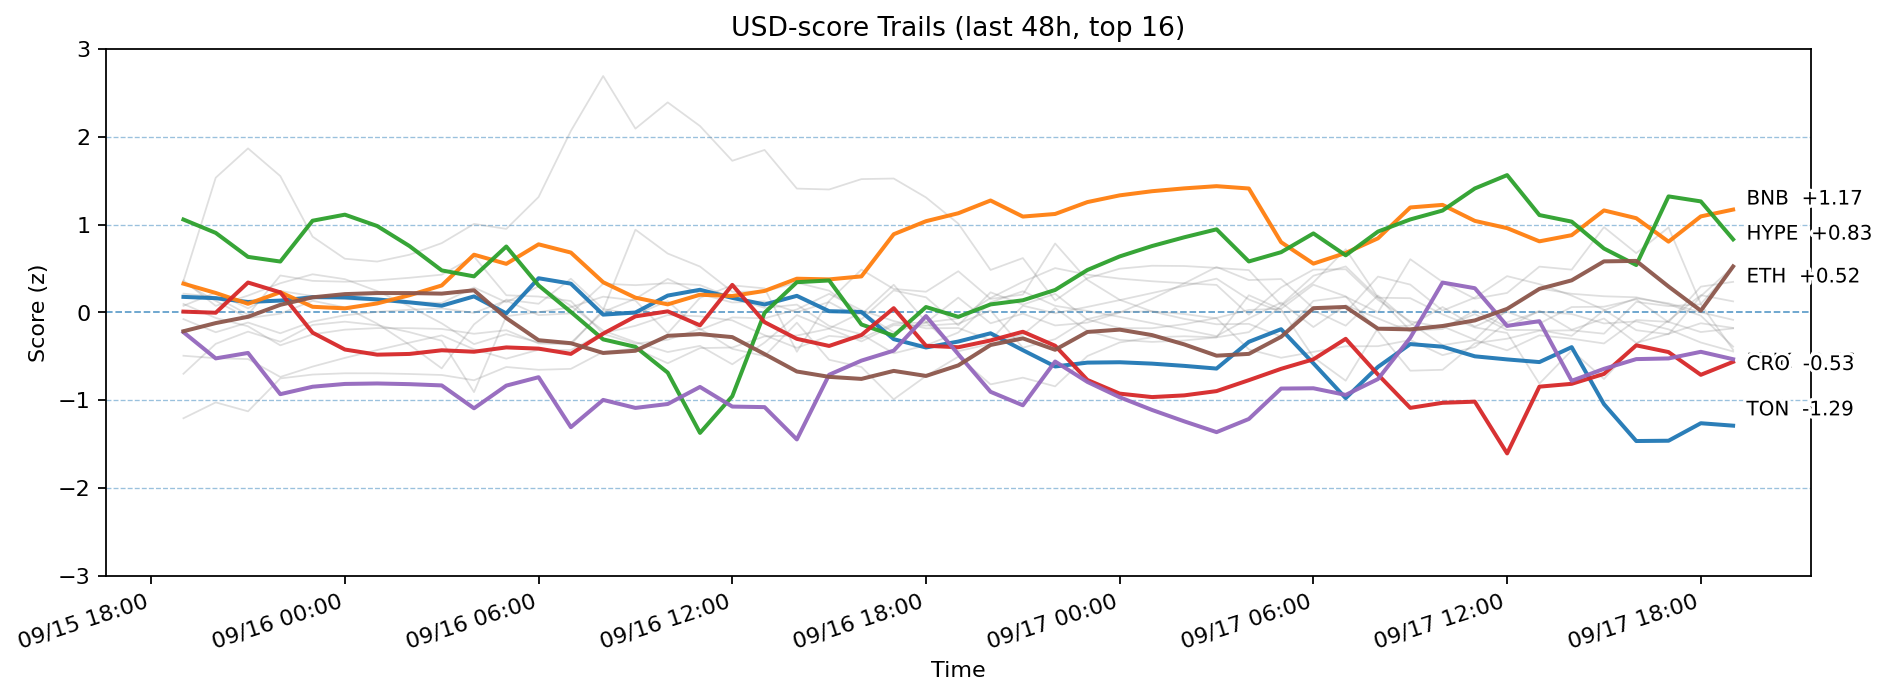 USD-score Trails (last 48h, top 16)
3
2
1
0
−1
−2
−3
Score (z)
BNB +1.17
HYPE +0.83
ETH +0.52
CRO -0.53
TON -1.29
09/15 18:00
09/16 00:00
09/16 06:00
09/16 12:00
09/16 18:00
09/17 00:00
09/17 06:00
09/17 12:00
09/17 18:00
Time